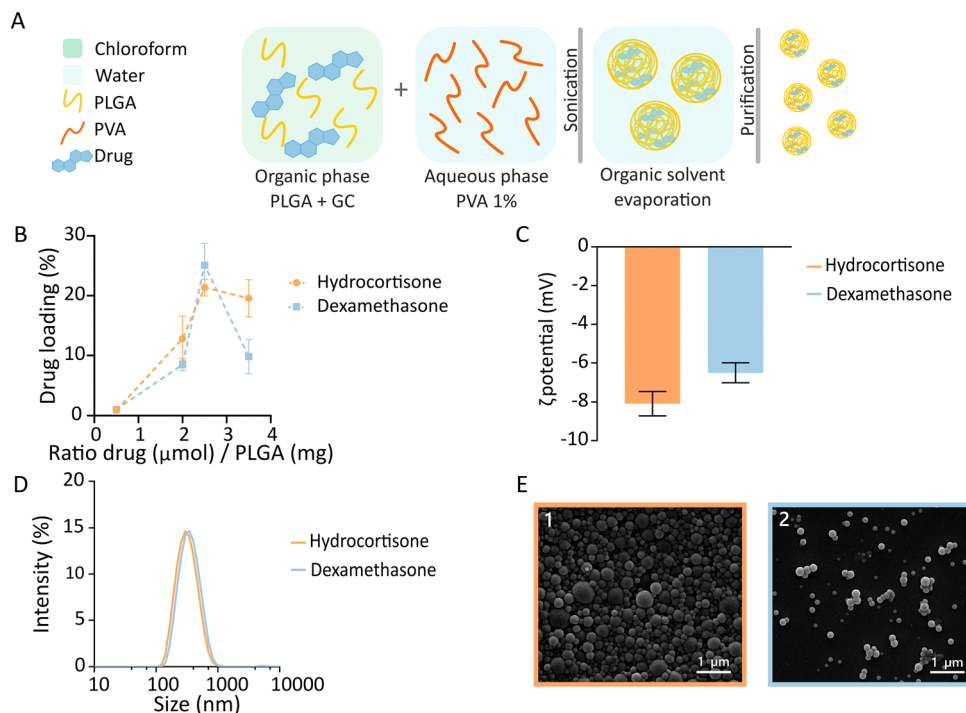 A
Chloroform
Water
PLGA
PVA
Drug
+
Organic phase
PLGA + GC
Aqueous phase
PVA 1%
Sonication
Organic solvent
evaporation
Purification
B
Drug loading (%)
30
20
10
0
0 1 2 3 4
Ratio drug (μmol) / PLGA (mg)
Hydrocortisone
Dexamethasone
C
ζpotential (mV)
0
-2
-4
-6
-8
-10
Hydrocortisone
Dexamethasone
D
Intensity (%)
20
15
10
5
0
10 100 1000 10000
Size (nm)
Hydrocortisone
Dexamethasone
E
1
1 μm
2
1 μm